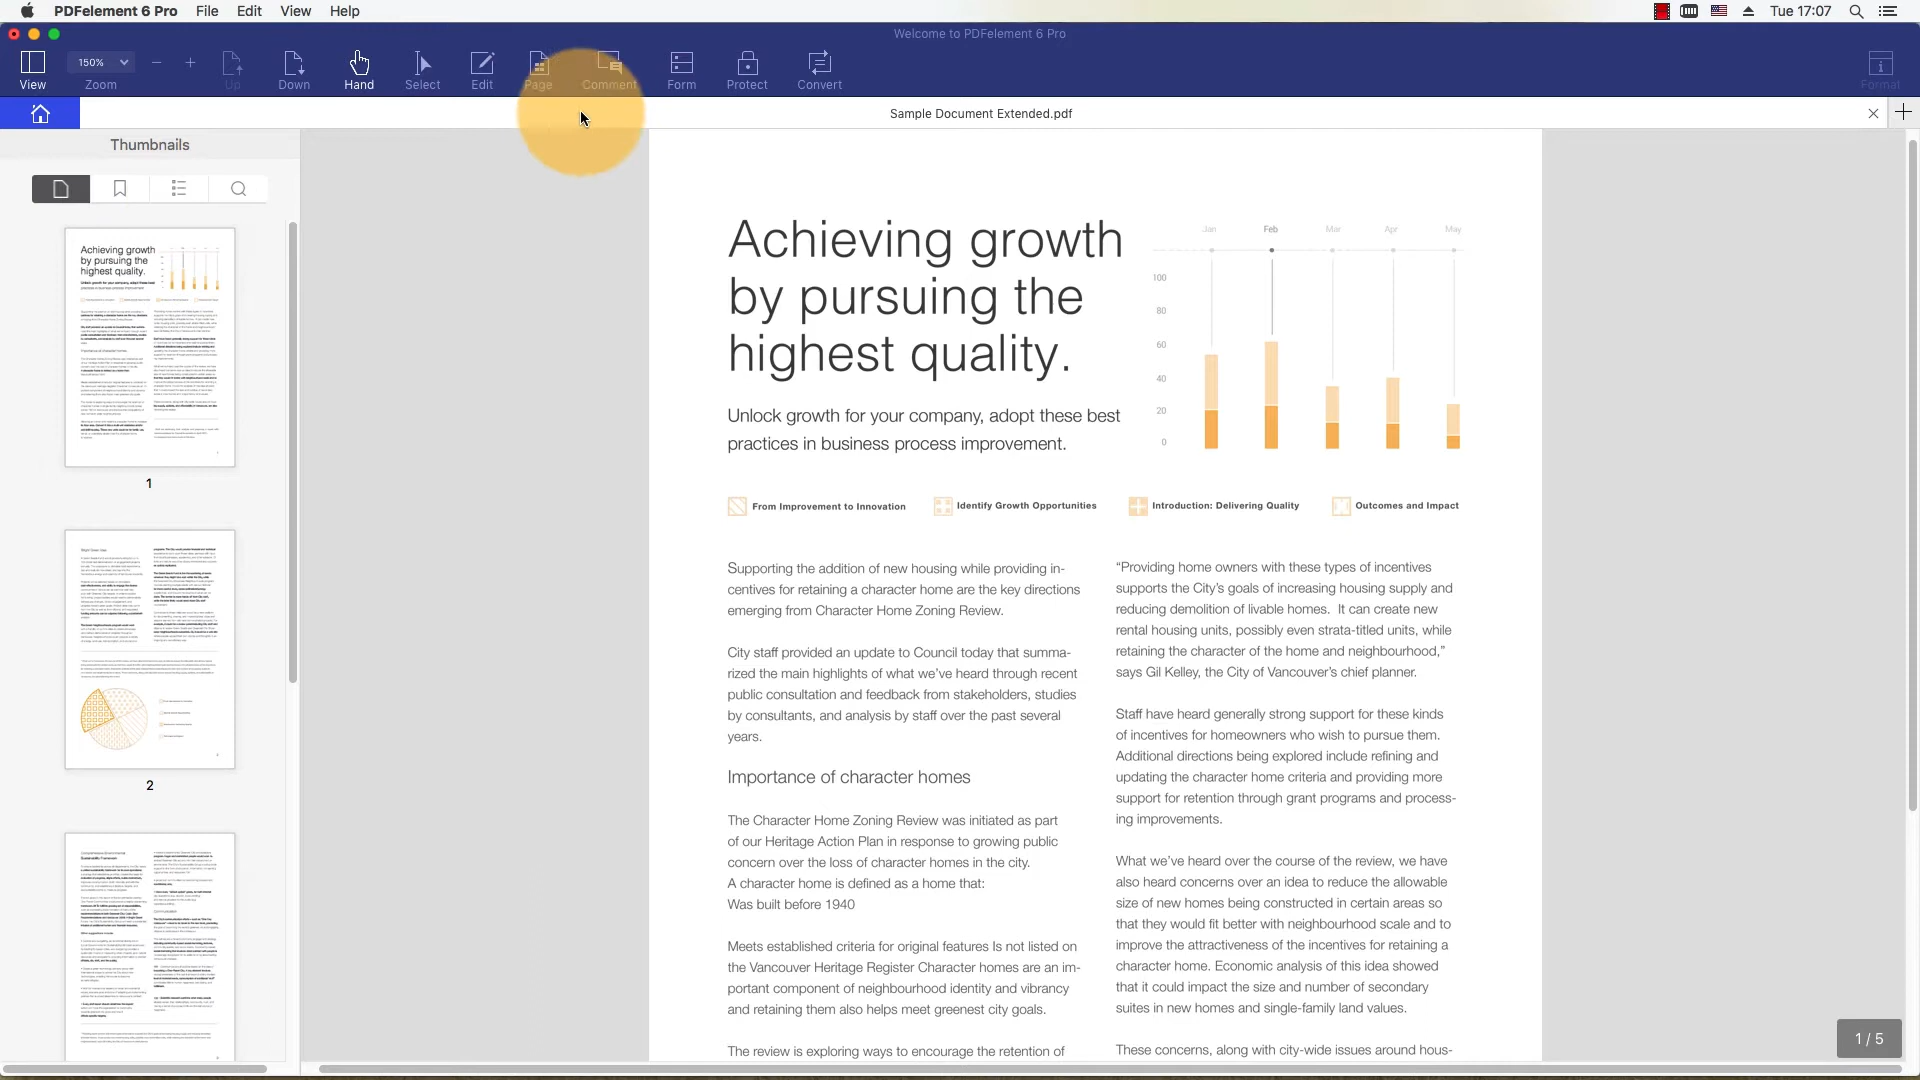 PDFelement 6 Pro File Edit View Help
Tue 17:07
Welcome to PDFelement 6 Pro
150%
View Zoom Up Down Hand Select Edit Page Comment Form Protect Convert Format
Sample Document Extended.pdf
Thumbnails
Achieving growth
by pursuing the
highest quality.
1
2
Achieving growth
by pursuing the
highest quality.
Unlock growth for your company, adopt these best
practices in business process improvement.
Jan Feb Mar Apr May
100
80
60
40
20
0
From Improvement to Innovation
Identify Growth Opportunities
Introduction: Delivering Quality
Outcomes and Impact
Supporting the addition of new housing while providing in-
centives for retaining a character home are the key directions
emerging from Character Home Zoning Review.
City staff provided an update to Council today that summa-
rized the main highlights of what we've heard through recent
public consultation and feedback from stakeholders, studies
by consultants, and analysis by staff over the past several
years.
Importance of character homes
The Character Home Zoning Review was initiated as part
of our Heritage Action Plan in response to growing public
concern over the loss of character homes in the city.
A character home is defined as a home that:
Was built before 1940
Meets established criteria for original features Is not listed on
the Vancouver Heritage Register Character homes are an im-
portant component of neighbourhood identity and vibrancy
and retaining them also helps meet greenest city goals.
The review is exploring ways to encourage the retention of
“Providing home owners with these types of incentives
supports the City’s goals of increasing housing supply and
reducing demolition of livable homes. It can create new
rental housing units, possibly even strata-titled units, while
retaining the character of the home and neighbourhood,”
says Gil Kelley, the City of Vancouver’s chief planner.
Staff have heard generally strong support for these kinds
of incentives for homeowners who wish to pursue them.
Additional directions being explored include refining and
updating the character home criteria and providing more
support for retention through grant programs and process-
ing improvements.
What we’ve heard over the course of the review, we have
also heard concerns over an idea to reduce the allowable
size of new homes being constructed in certain areas so
that they would fit better with neighbourhood scale and to
improve the attractiveness of the incentives for retaining a
character home. Economic analysis of this idea showed
that it could impact the size and number of secondary
suites in new homes and single-family land values.
These concerns, along with city-wide issues around hous-
1 / 5